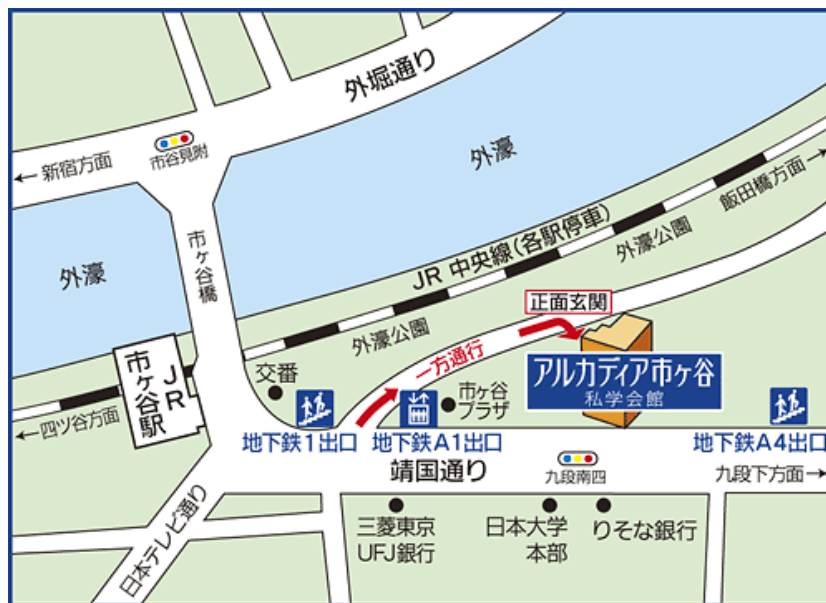 外堀通り
←新宿方面
市谷見附
外濠
飯田橋方面→
外濠
市ヶ谷橋
JR 中央線(各駅停車)
外濠公園
正面玄関
外濠公園
一方通行
JR
市ヶ谷駅
交番
市ヶ谷
プラザ
アルカディア市ヶ谷
私学会館
←四ツ谷方面
地下鉄1出口
地下鉄A1出口
地下鉄A4出口
靖国通り
九段南四
九段下方面→
日本テレビ通り
三菱東京
UFJ銀行
日本大学
本部
りそな銀行